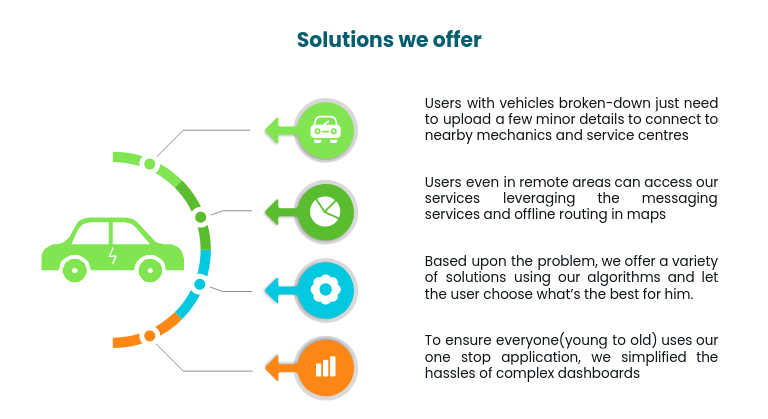 Solutions we offer
Users with vehicles broken-down just need
to upload a few minor details to connect to
nearby mechanics and service centres
Users even in remote areas can access our
services leveraging the messaging
services and offline routing in maps
Based upon the problem, we offer a variety
of solutions using our algorithms and let
the user choose what's the best for him.
To ensure everyone(young to old) uses our
one stop application, we simplified the
hassles of complex dashboards